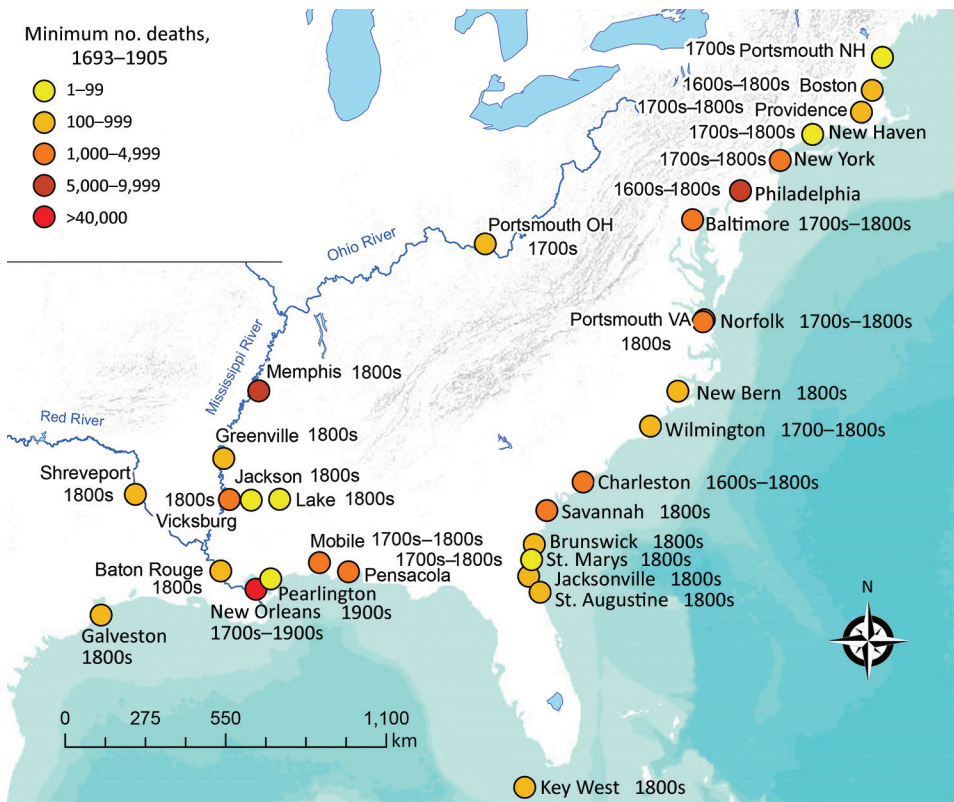 Minimum no. deaths,
1693–1905
1–99
100–999
1,000–4,999
5,000–9,999
>40,000
1700s Portsmouth NH
1600s–1800s Boston
1700s–1800s Providence
1700s–1800s New Haven
1700s–1800s New York
1600s–1800s Philadelphia
Baltimore 1700s–1800s
Portsmouth OH
1700s
Ohio River
Portsmouth VA
1800s
Norfolk 1700s–1800s
Mississippi River
Memphis 1800s
New Bern 1800s
Red River
Greenville 1800s
Wilmington 1700–1800s
Shreveport
1800s
Jackson 1800s
1800s
Vicksburg
Lake 1800s
Charleston 1600s–1800s
Savannah 1800s
Mobile 1700s–1800s
1700s–1800s
Pensacola
Brunswick 1800s
St. Marys 1800s
Jacksonville 1800s
St. Augustine 1800s
Baton Rouge
1800s
Pearlington
1900s
New Orleans
1700s–1900s
Galveston
1800s
N
0 275 550 1,100
km
Key West 1800s